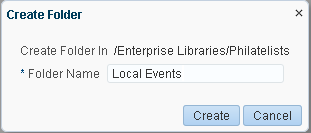 Create Folder
Create Folder In /Enterprise Libraries/Philatelists
* Folder Name Local Events
Create Cancel